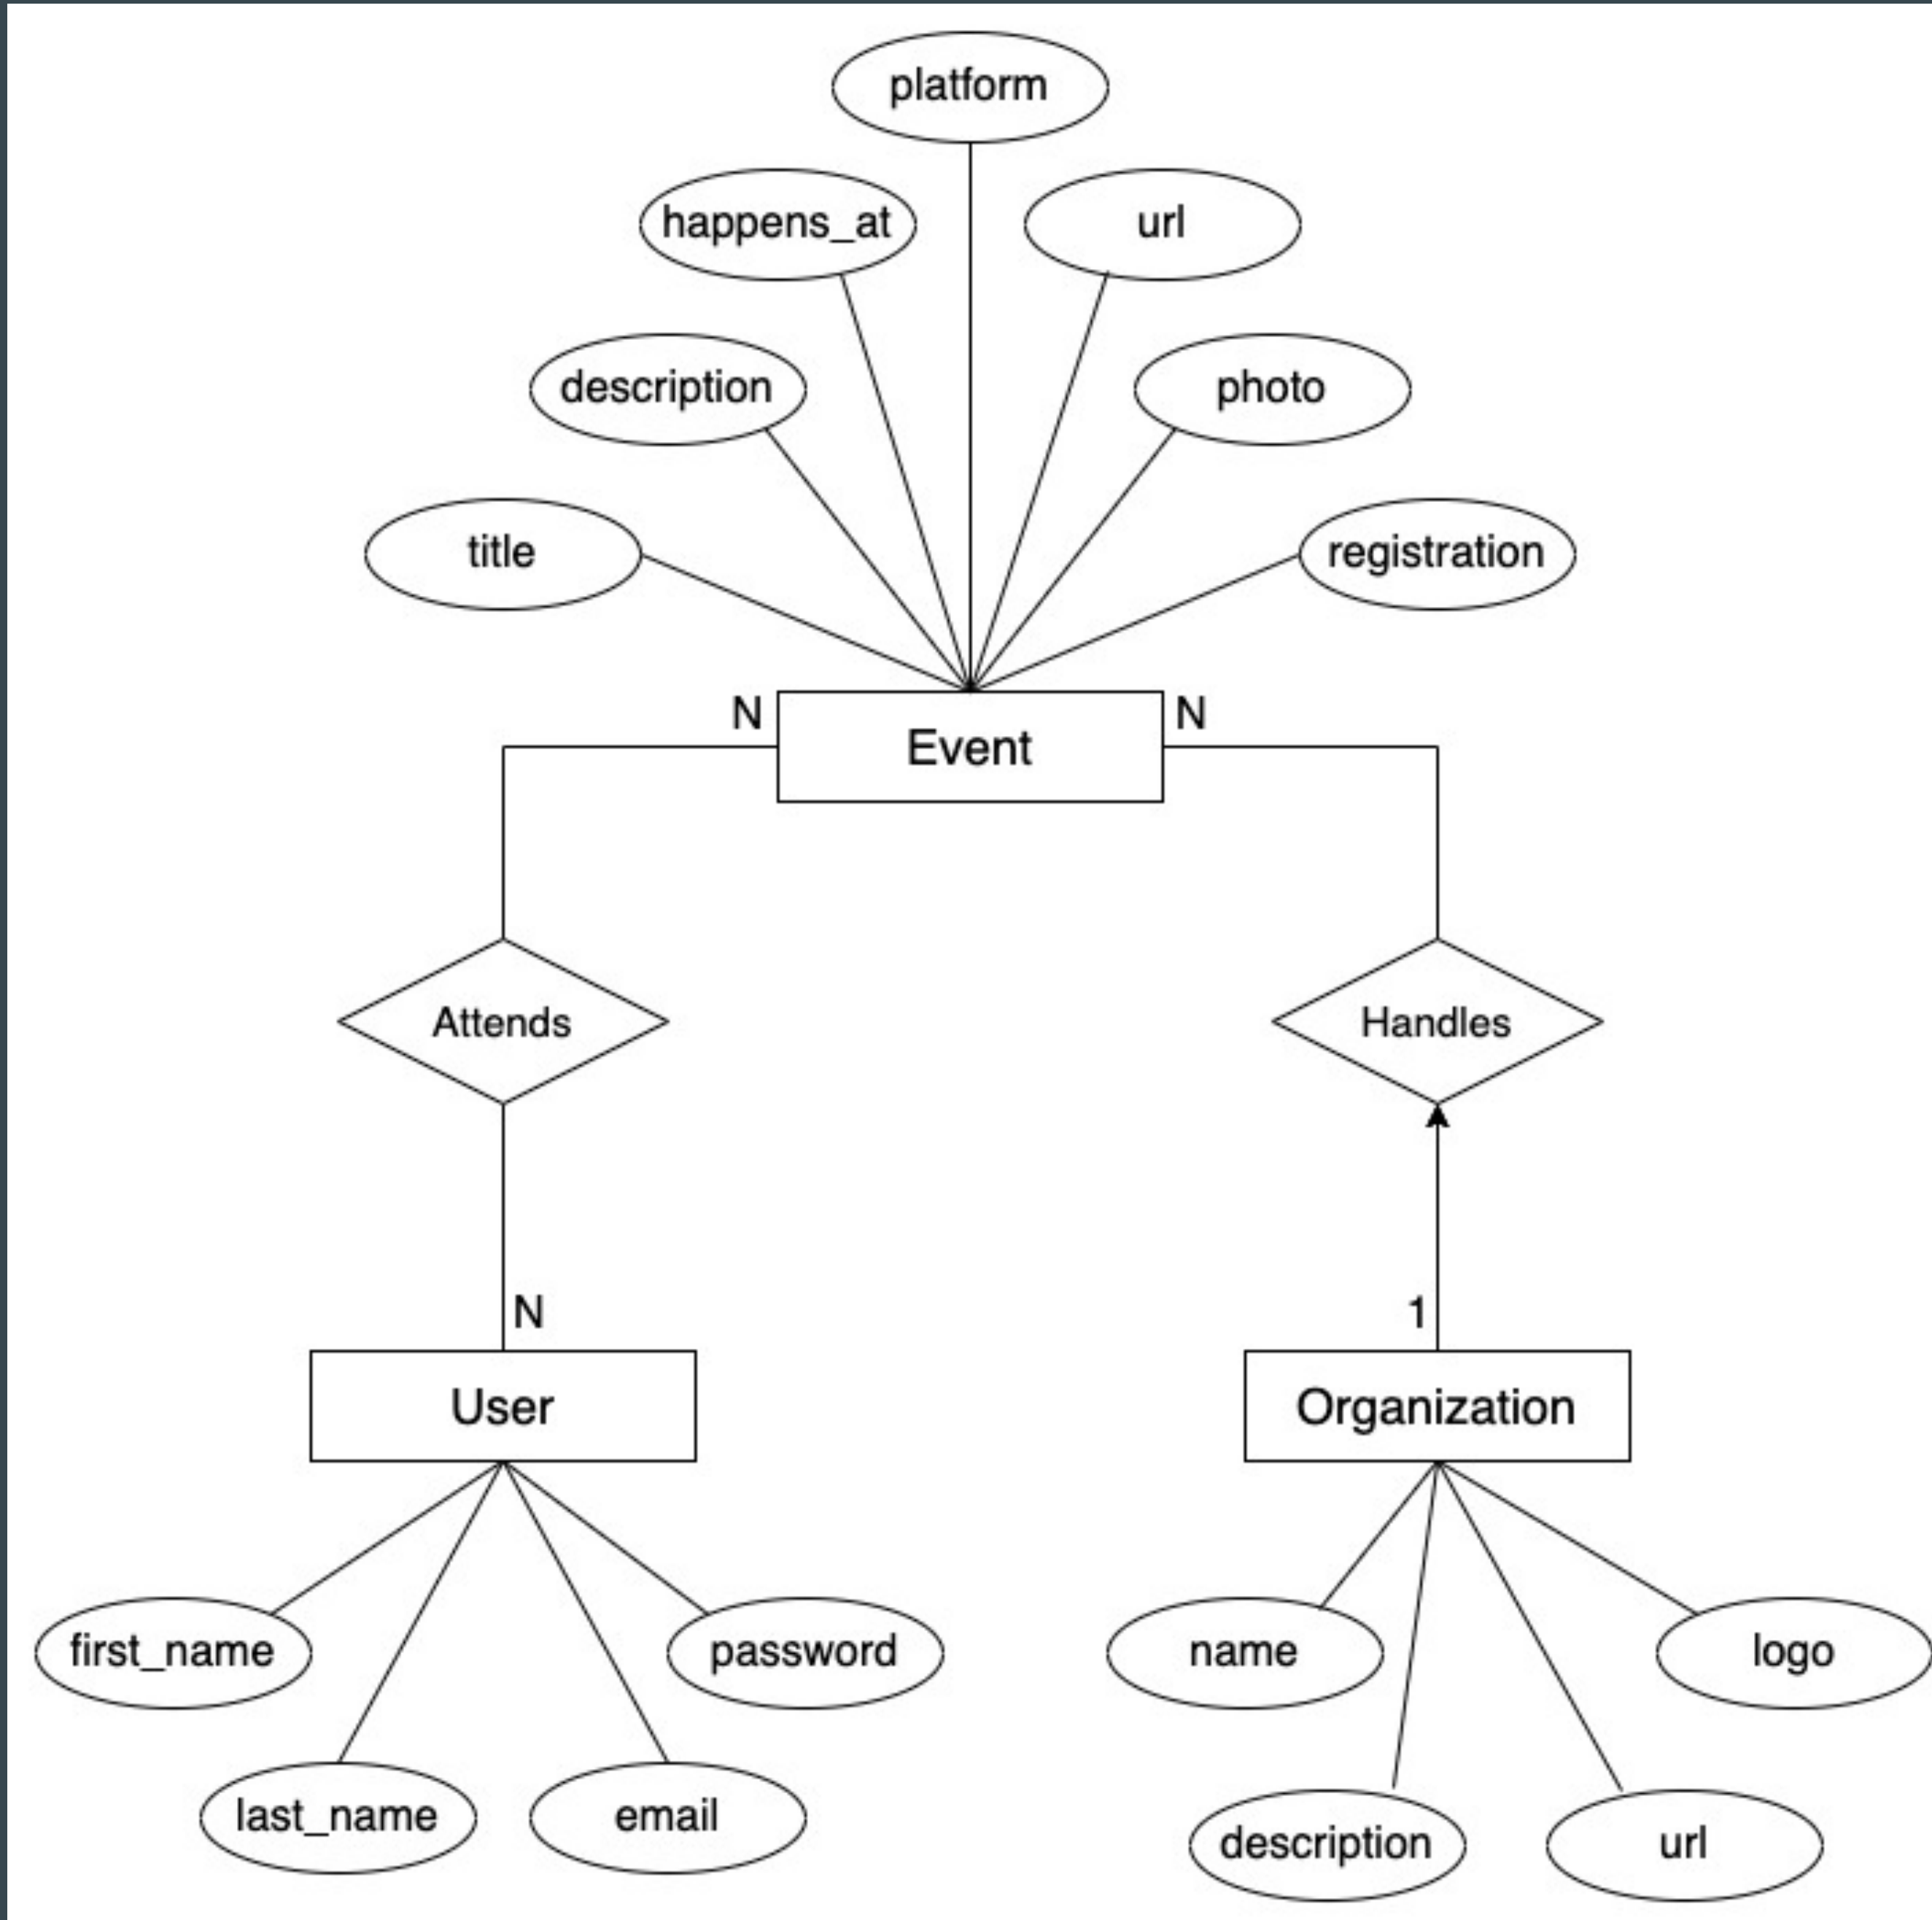 platform
happens_at
url
description
photo
title
registration
N
N
Event
Attends
Handles
N
1
User
Organization
first_name
password
name
logo
last_name
email
description
url